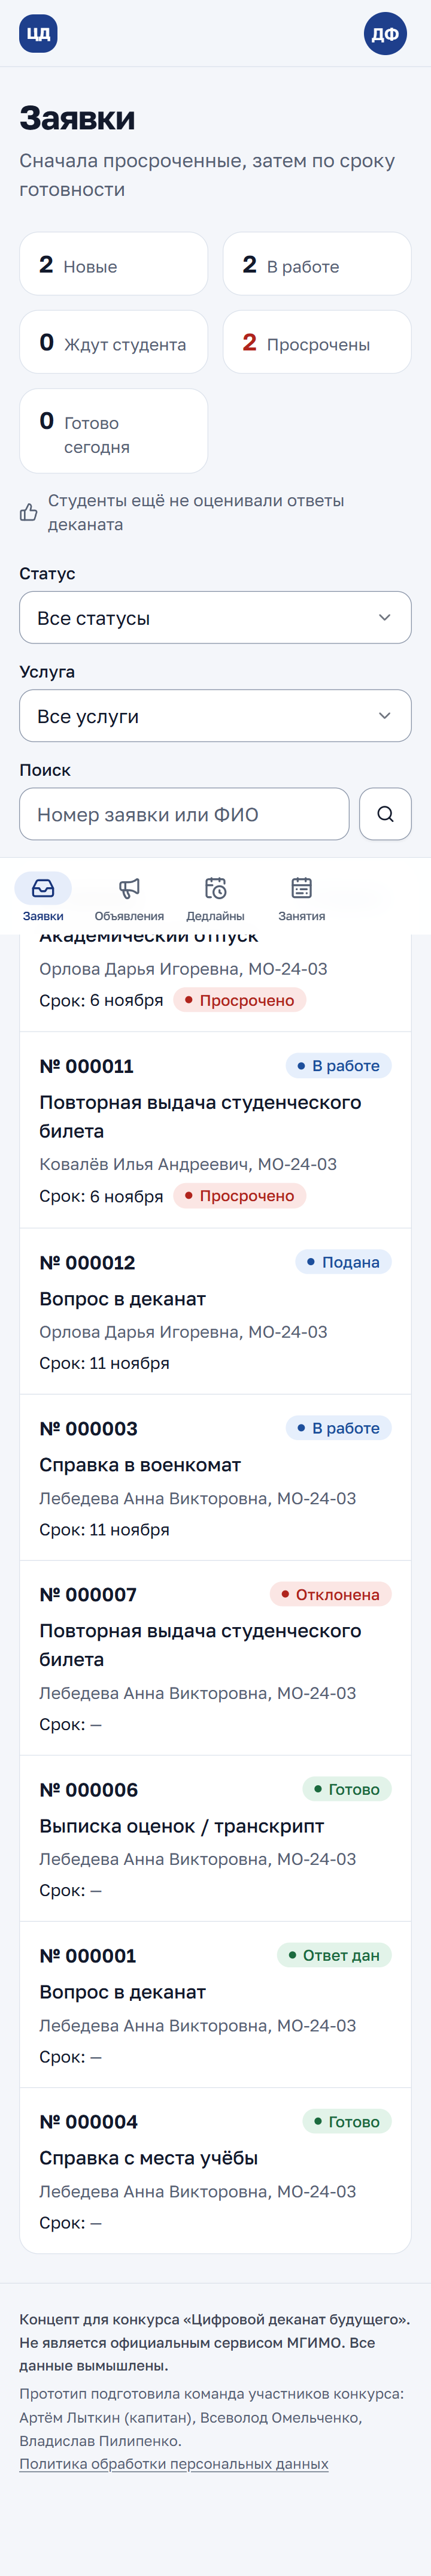 ЦД
ДФ
Заявки
Сначала просроченные, затем по сроку
готовности
2 Новые
2 В работе
0 Ждут студента
2 Просрочены
0 Готово
сегодня
Студенты ещё не оценивали ответы
деканата
Статус
Все статусы
Услуга
Все услуги
Поиск
Номер заявки или ФИО
Заявки
Объявления
Дедлайны
Занятия
Академический отпуск
Орлова Дарья Игоревна, МО-24-03
Срок: 6 ноября Просрочено
№ 000011 В работе
Повторная выдача студенческого
билета
Ковалёв Илья Андреевич, МО-24-03
Срок: 6 ноября Просрочено
№ 000012 Подана
Вопрос в деканат
Орлова Дарья Игоревна, МО-24-03
Срок: 11 ноября
№ 000003 В работе
Справка в военкомат
Лебедева Анна Викторовна, МО-24-03
Срок: 11 ноября
№ 000007 Отклонена
Повторная выдача студенческого
билета
Лебедева Анна Викторовна, МО-24-03
Срок: —
№ 000006 Готово
Выписка оценок / транскрипт
Лебедева Анна Викторовна, МО-24-03
Срок: —
№ 000001 Ответ дан
Вопрос в деканат
Лебедева Анна Викторовна, МО-24-03
Срок: —
№ 000004 Готово
Справка с места учёбы
Лебедева Анна Викторовна, МО-24-03
Срок: —
Концепт для конкурса «Цифровой деканат будущего».
Не является официальным сервисом МГИМО. Все
данные вымышлены.
Прототип подготовила команда участников конкурса:
Артём Лыткин (капитан), Всеволод Омельченко,
Владислав Пилипенко.
Политика обработки персональных данных